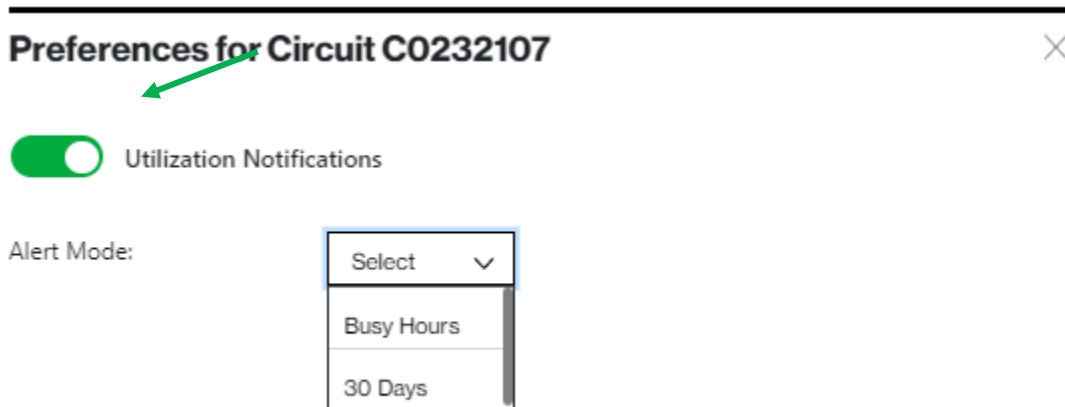 Preferences for Circuit C0232107
Utilization Notifications
Alert Mode:
Select
Busy Hours
30 Days